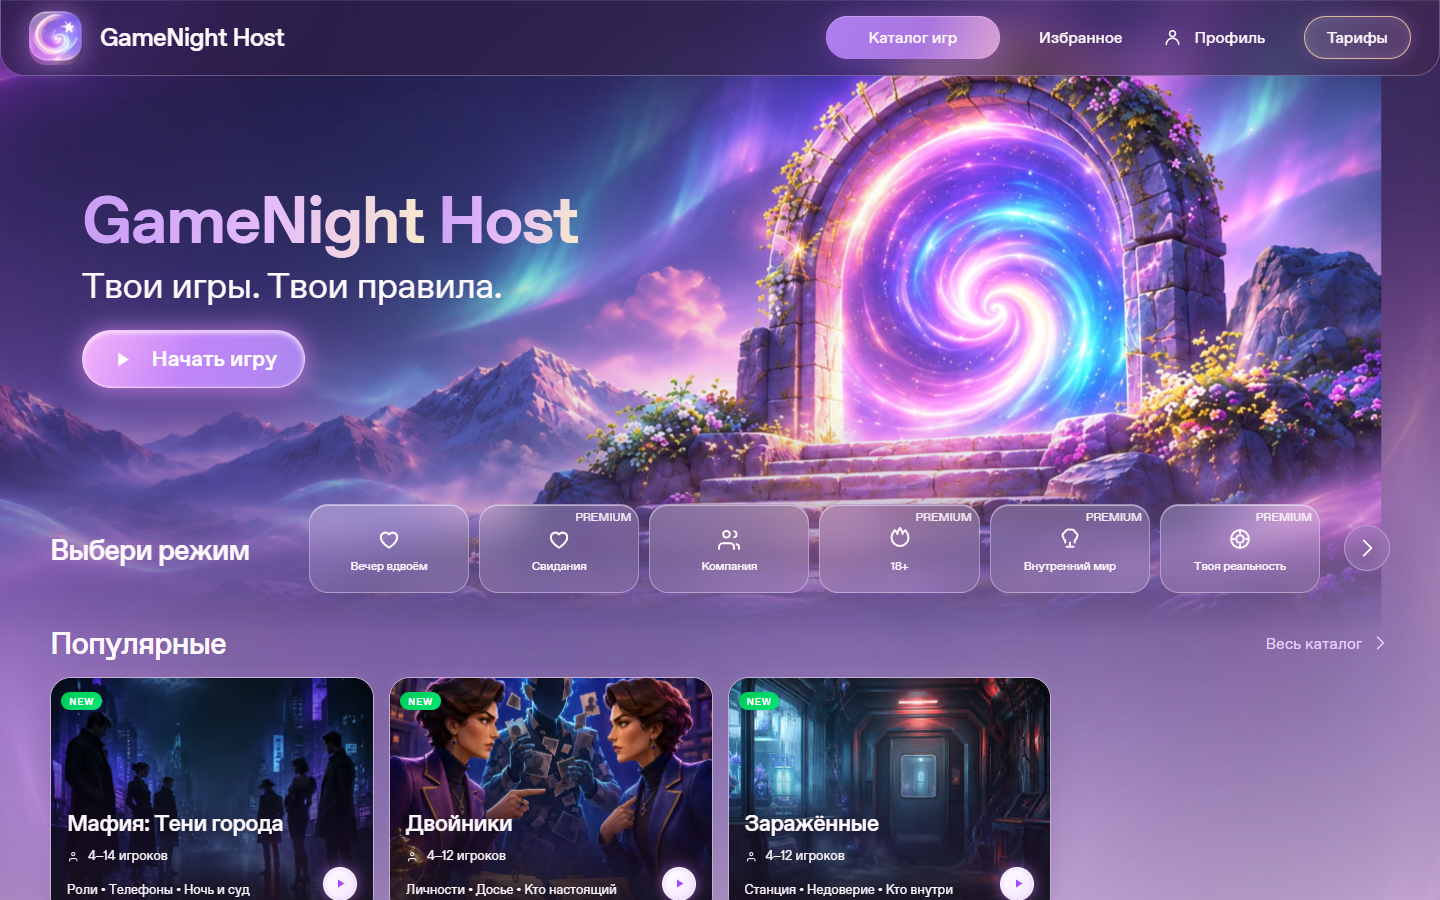 GameNight Host
Каталог игр
Избранное
Профиль
Тарифы
GameNight Host
Твои игры. Твои правила.
Начать игру
Выбери режим
Вечер вдвоём
PREMIUM
Свидания
Компания
PREMIUM
18+
PREMIUM
Внутренний мир
PREMIUM
Твоя реальность
Популярные
Весь каталог
NEW
Мафия: Тени города
4–14 игроков
Роли • Телефоны • Ночь и суд
NEW
Двойники
4–12 игроков
Личности • Досье • Кто настоящий
NEW
Заражённые
4–12 игроков
Станция • Недоверие • Кто внутри